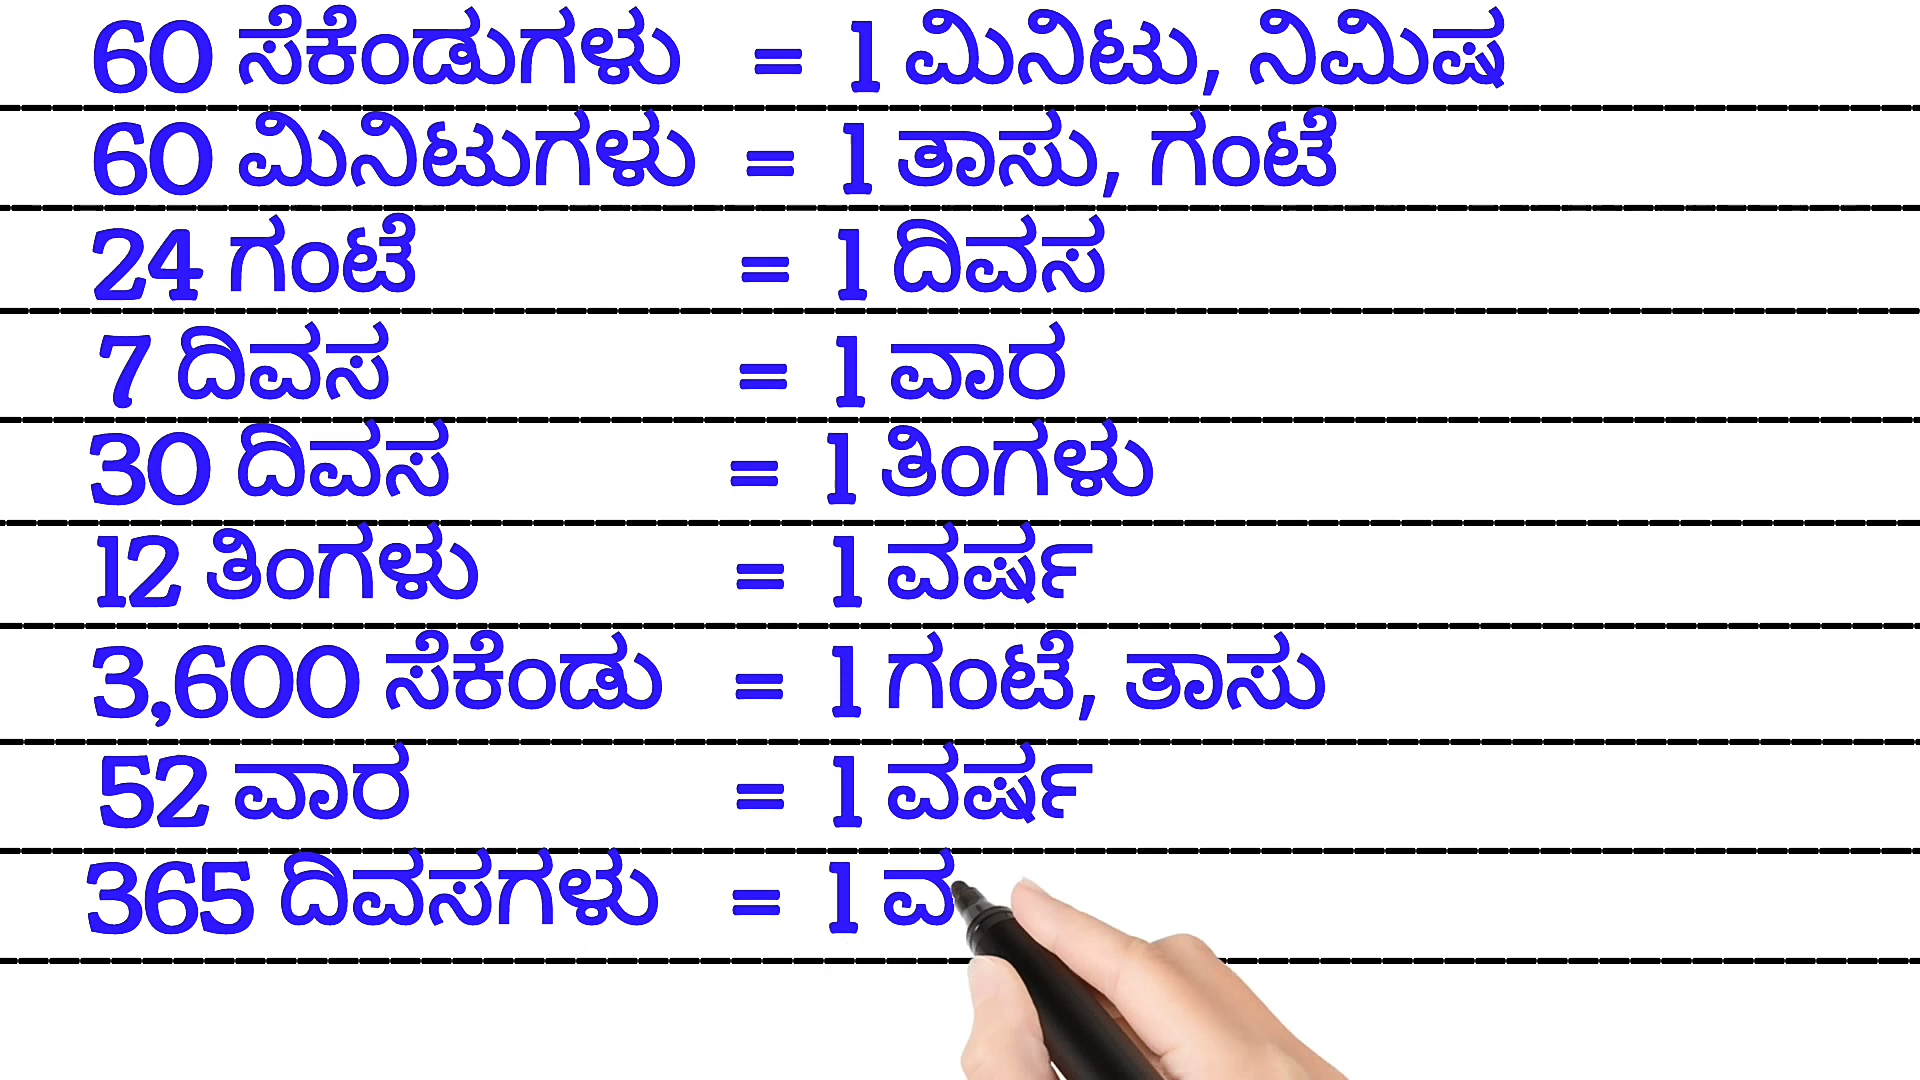 60 ಸೆಕೆಂಡುಗಳು = 1 ಮಿನಿಟು, ನಿಮಿಷ
60 ಮಿನಿಟುಗಳು = 1 ತಾಸು, ಗಂಟೆ
24 ಗಂಟೆ = 1 ದಿವಸ
7 ದಿವಸ = 1 ವಾರ
30 ದಿವಸ = 1 ತಿಂಗಳು
12 ತಿಂಗಳು = 1 ವರ್ಷ
3,600 ಸೆಕೆಂಡು = 1 ಗಂಟೆ, ತಾಸು
52 ವಾರ = 1 ವರ್ಷ
365 ದಿವಸಗಳು = 1 ವ